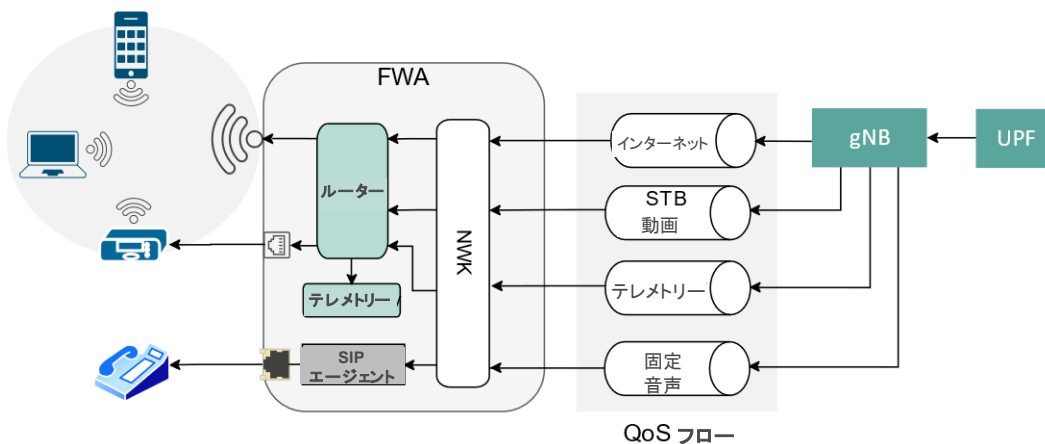 FWA
インターネット
gNB
UPF
ルーター
STB
動画
NWK
テレメトリー
テレメトリー
SIP
エージェント
固定
音声
QoS フロー